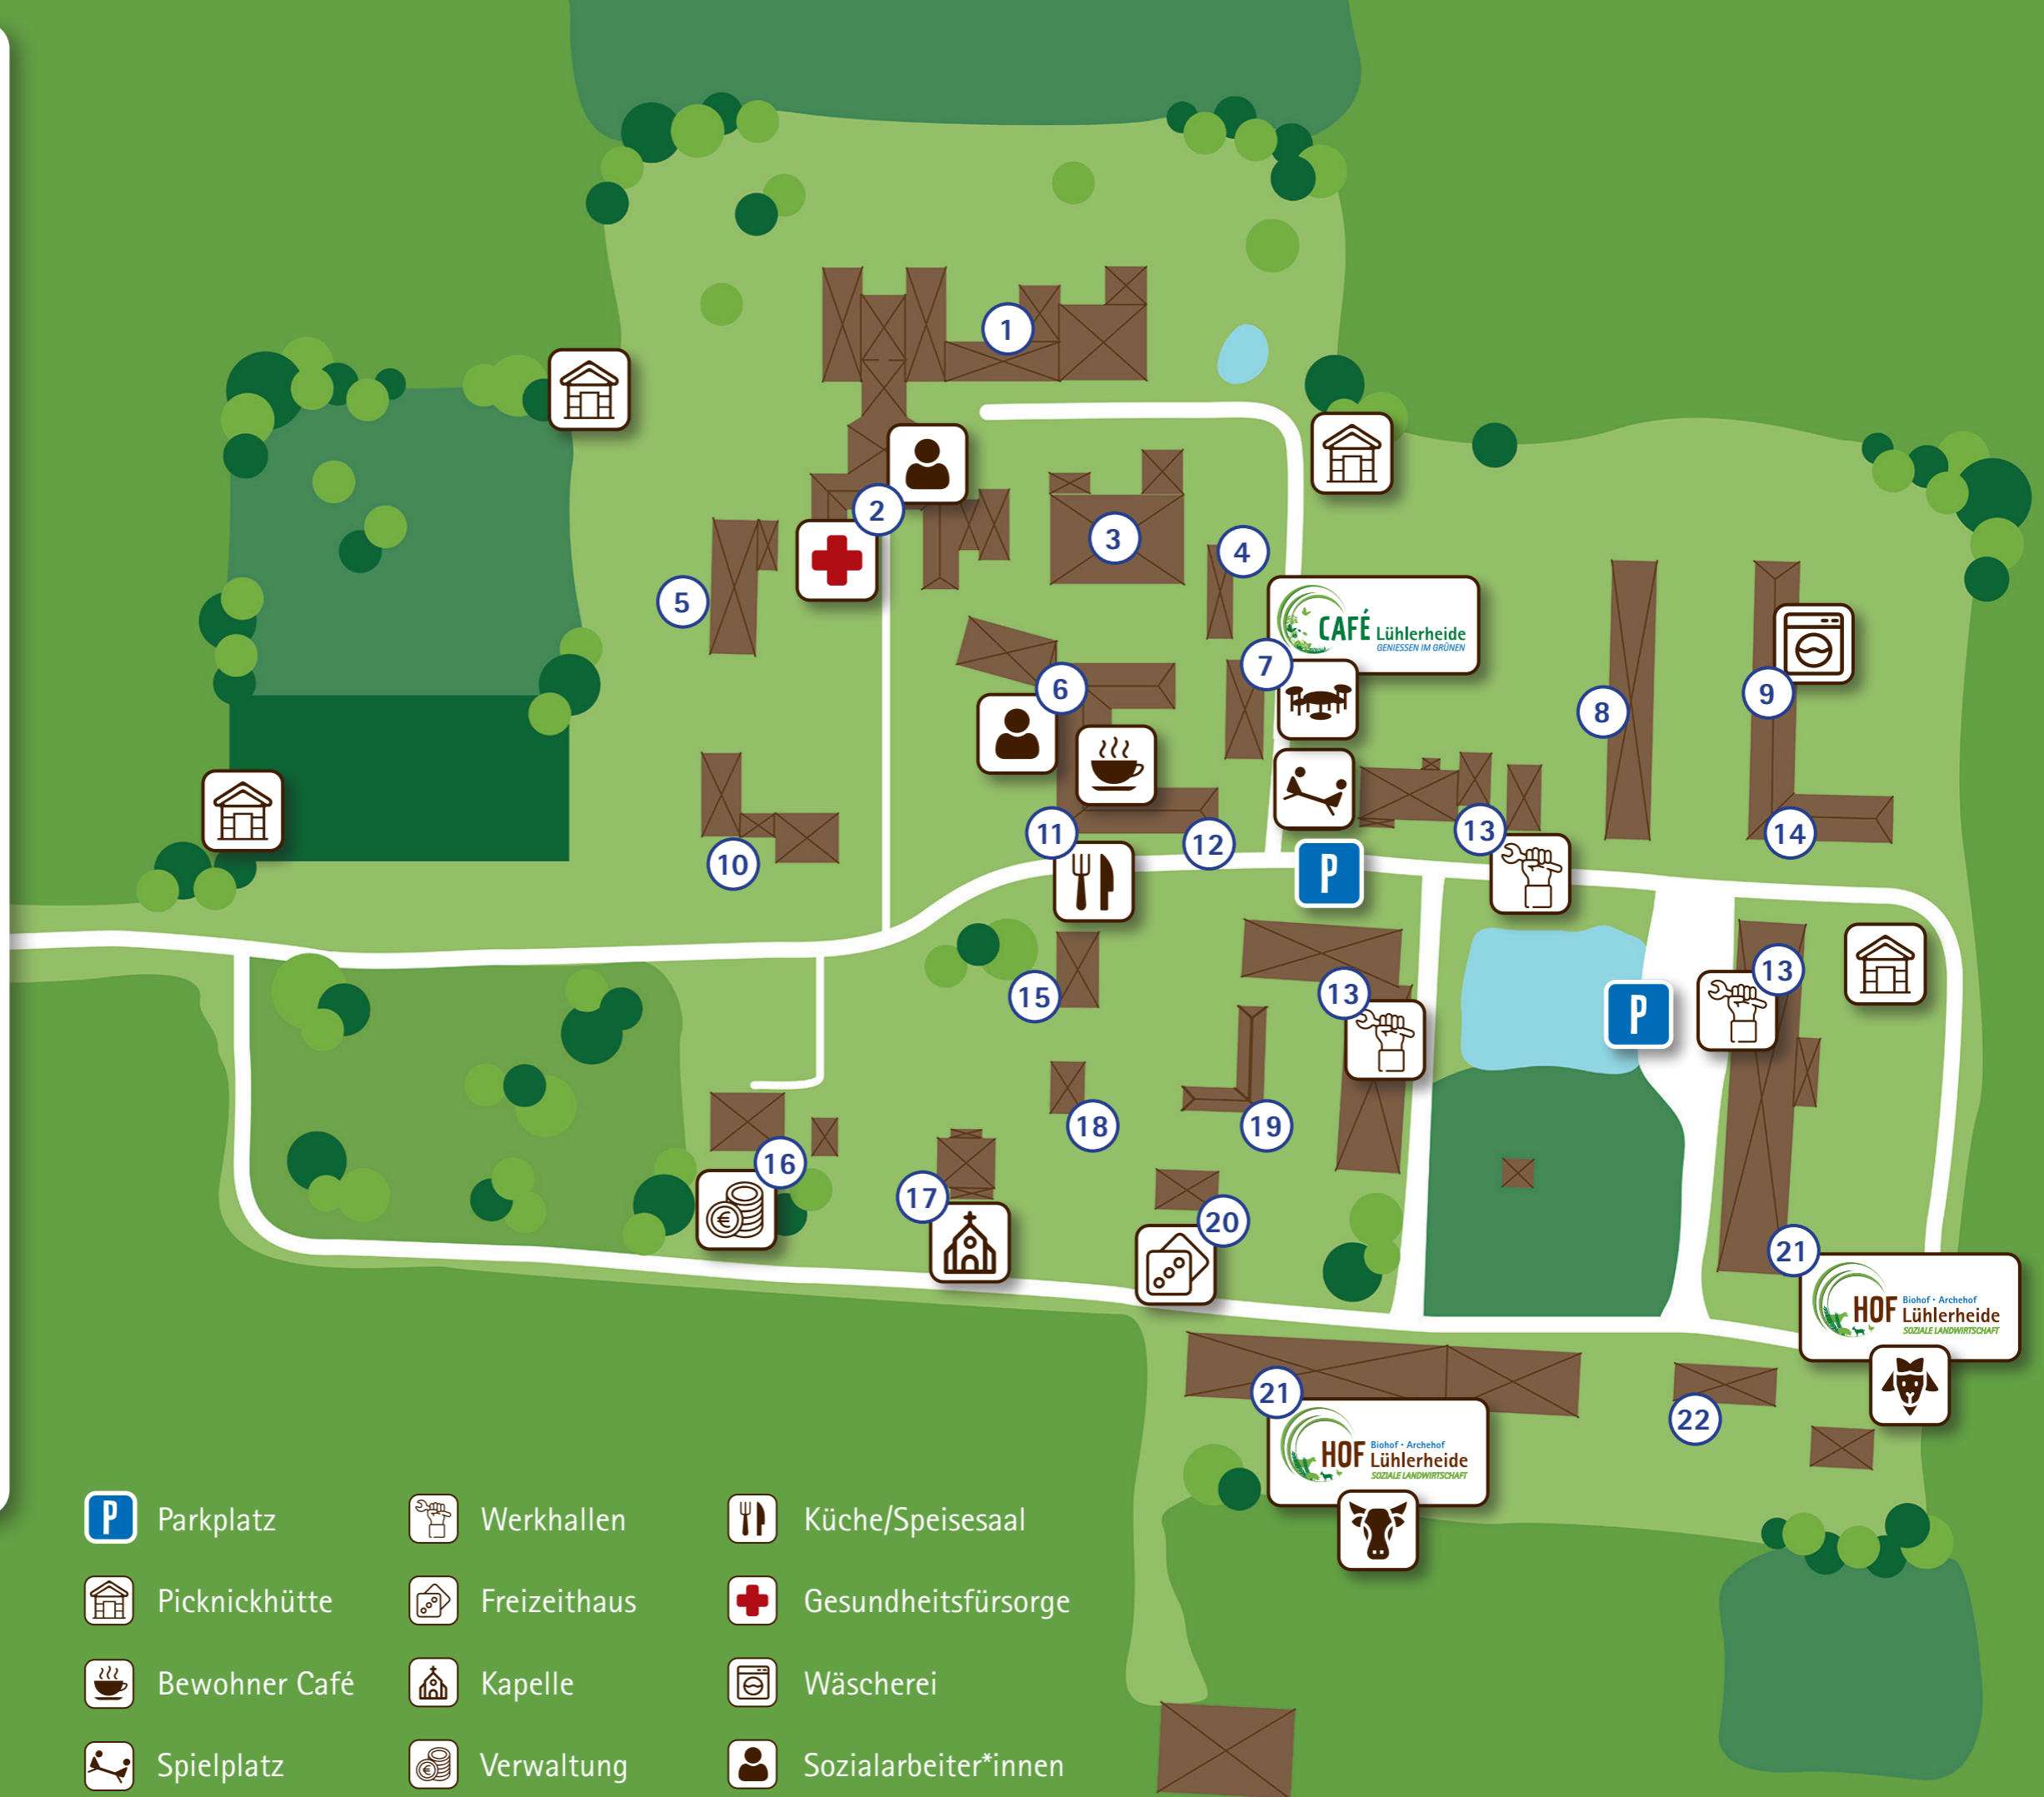 1
2
3
4
5
CAFÉ Lühlerheide
GENIESSEN IM GRÜNEN
7
6
8
9
11
12
13
14
10
P
15
13
P
13
18
19
16
17
20
21
Biohof · Archehof
HOF Lühlerheide
SOZIALE LANDWIRTSCHAFT
21
22
Biohof · Archehof
HOF Lühlerheide
SOZIALE LANDWIRTSCHAFT
P Parkplatz
Werkhallen
Küche/Speisesaal
Picknickhütte
Freizeithaus
Gesundheitsfürsorge
Bewohner Café
Kapelle
Wäscherei
Spielplatz
€ Verwaltung
Sozialarbeiter*innen